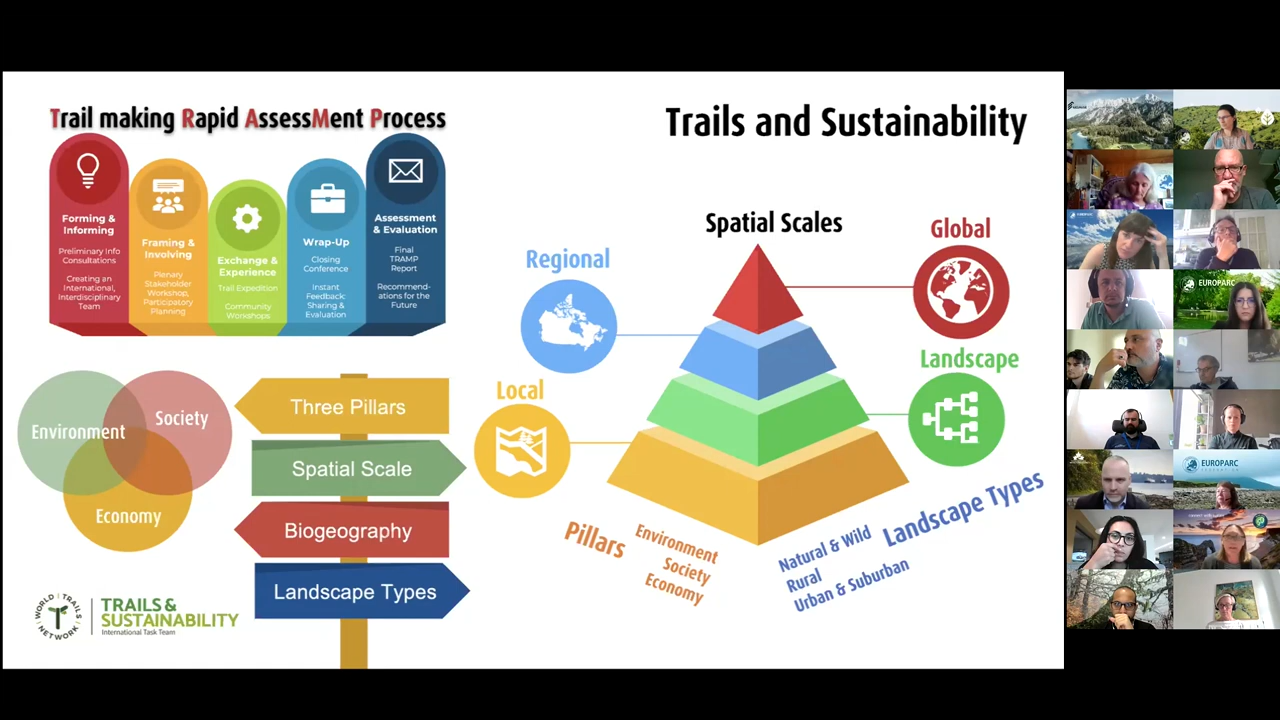 Trail making Rapid AssessMent Process
Forming &
Informing
Preliminary Info
Consultations
Creating an
International,
Interdisciplinary
Team
Framing &
Involving
Plenary
Stakeholder
Workshop,
Participatory
Planning
Exchange &
Experience
Trail Expedition
Community
Workshops
Wrap-Up
Closing
Conference
Instant
Feedback:
Sharing &
Evaluation
Assessment
& Evaluation
Final
TRAMP
Report
Recommend-
ations for the
Future
Environment
Society
Economy
Three Pillars
Spatial Scale
Biogeography
Landscape Types
WORLD TRAILS NETWORK
TRAILS &
SUSTAINABILITY
International Task Team
Trails and Sustainability
Spatial Scales
Regional
Global
Local
Landscape
Pillars
Environment
Society
Economy
Natural & Wild
Rural
Urban & Suburban
Landscape Types
EUROPARC
EUROPARC